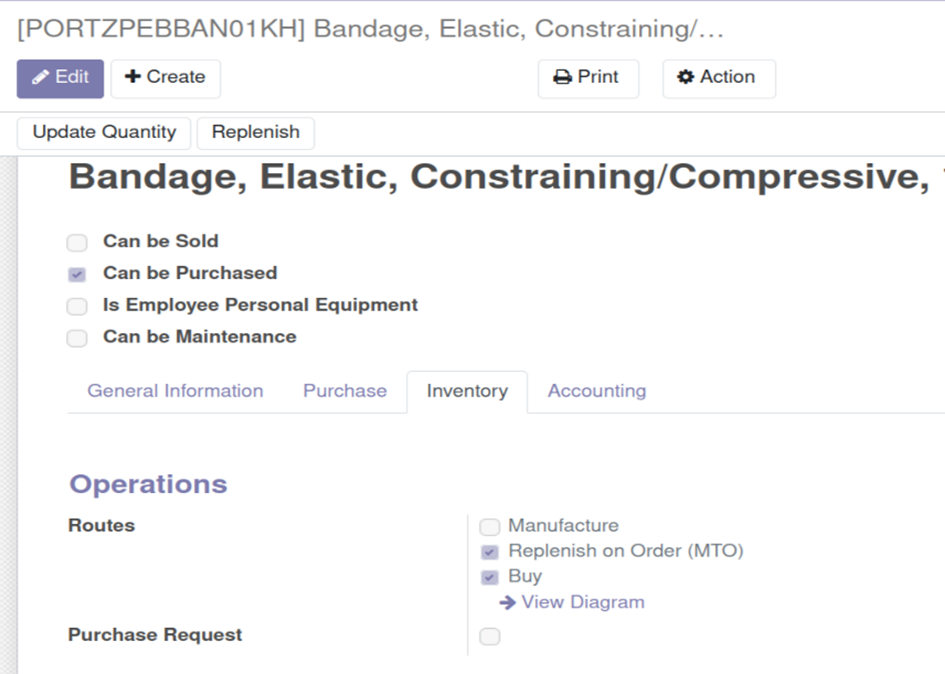 [PORTZPEBBAN01KH] Bandage, Elastic, Constraining/...
Edit Create Print Action
Update Quantity Replenish
Bandage, Elastic, Constraining/Compressive,
Can be Sold
Can be Purchased
Is Employee Personal Equipment
Can be Maintenance
General Information Purchase Inventory Accounting
Operations
Routes Manufacture
Replenish on Order (MTO)
Buy
View Diagram
Purchase Request